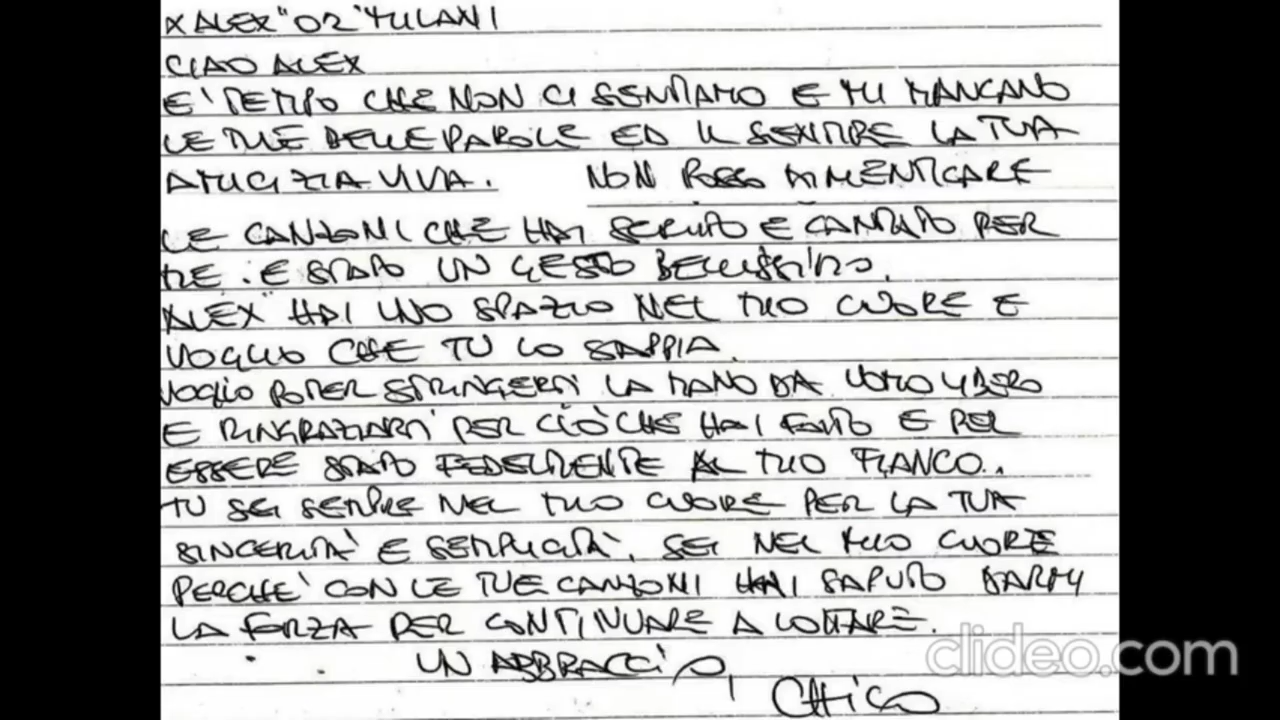 X ALEX "02" MILANI
CIAO ALEX
E' TEMPO CHE NON CI SENTIAMO E MI MANCANO
LE TUE BELLE PAROLE ED IL SENTIRE LA TUA
AMICIZIA VIVA. NON POSSO DIMENTICARE
LE CANZONI CHE HAI SCRITTO E CANTATO PER
ME. E STATO UN GESTO BELLISSIMO.
ALEX" HAI UNO SPAZIO NEL MIO CUORE E
VOGLIO CHE TU LO SAPPIA.
VOGLIO POTER STRINGERTI LA MANO DA UOMO LIBERO
E RINGRAZIARTI PER CIÒ CHE HAI FATTO E PER
ESSERE STATO FEDELMENTE AL MIO FIANCO..
TU SEI SEMPRE NEL MIO CUORE PER LA TUA
SINCERITA' E SEMPLICITÀ, SEI NEL MIO CUORE
PERCHE' CON LE TUE CANZONI HAI SAPUTO DARMI
LA FORZA PER CONTINUARE A LOTTARE.
UN ABBRACCIO,
CHICO
clideo.com